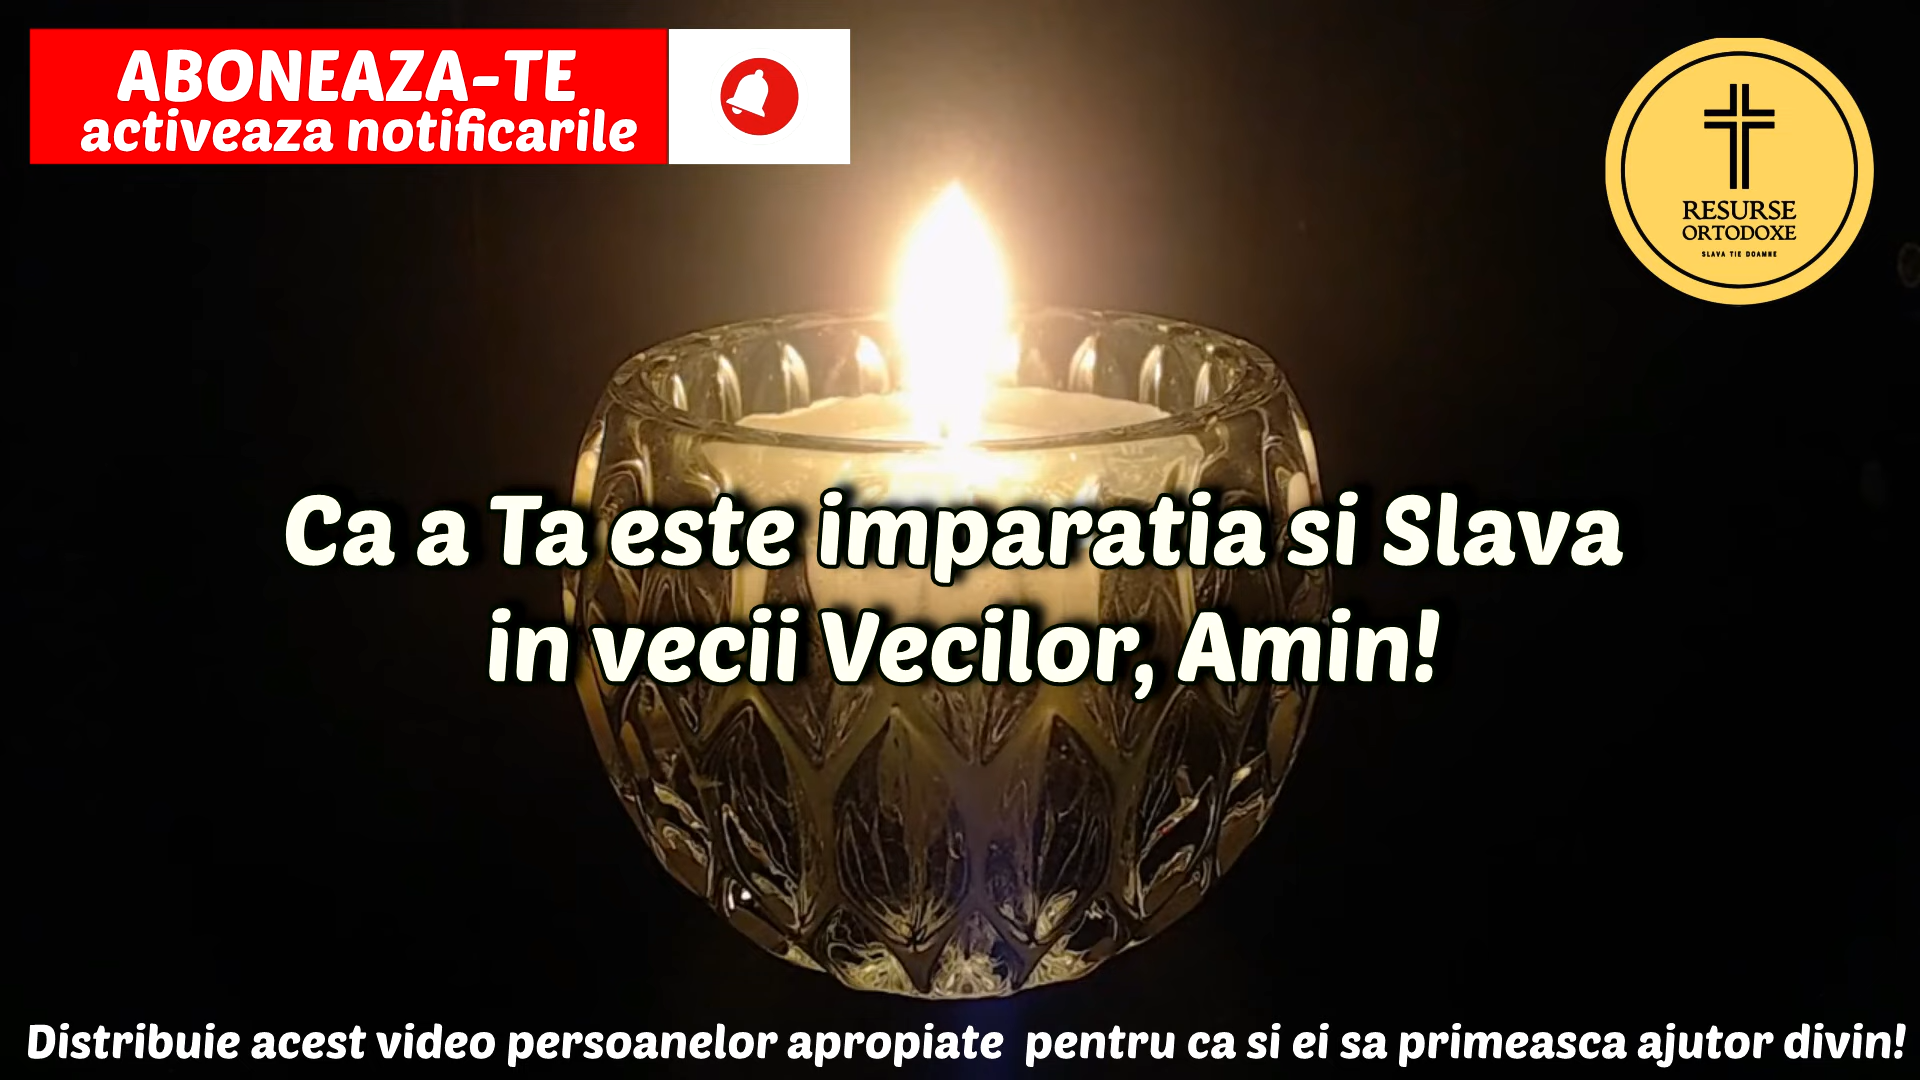 ABONEAZA-TE
activeaza notificarile
RESURSE
ORTODOXE
SLAVA TIE DOAMNE
Ca a Ta este imparatia si Slava
in vecii Vecilor, Amin!
Distribuie acest video persoanelor apropiate pentru ca si ei sa primeasca ajutor divin!